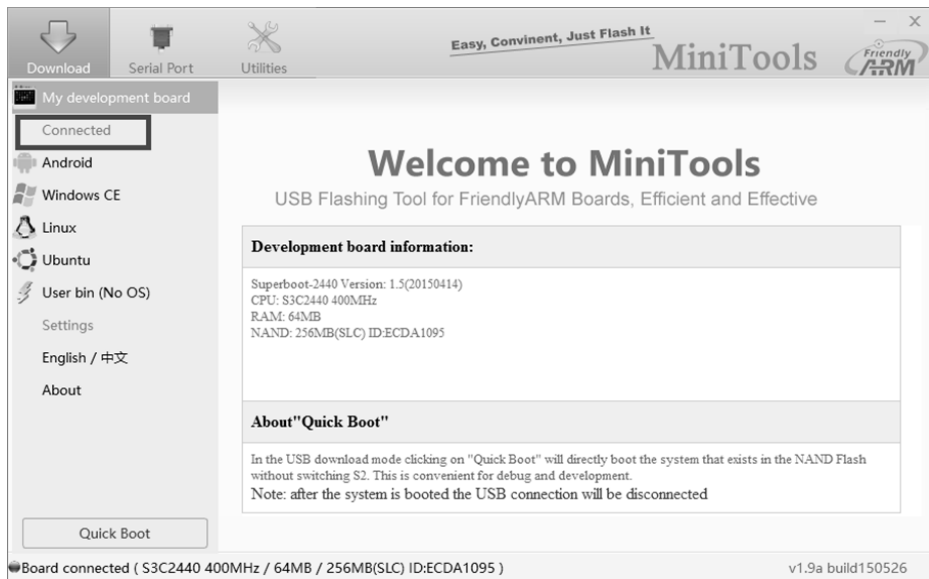 Download
Serial Port
Utilities
Easy, Convinent, Just Flash It
MiniTools
Friendly
ARM
My development board
Connected
Android
Windows CE
Linux
Ubuntu
User bin (No OS)
Settings
English / 中文
About
Quick Boot
Welcome to MiniTools
USB Flashing Tool for FriendlyARM Boards, Efficient and Effective
Development board information:
Superboot-2440 Version: 1.5(20150414)
CPU: S3C2440 400MHz
RAM: 64MB
NAND: 256MB(SLC) ID:ECDA1095
About"Quick Boot"
In the USB download mode clicking on "Quick Boot" will directly boot the system that exists in the NAND Flash
without switching S2. This is convenient for debug and development.
Note: after the system is booted the USB connection will be disconnected
Board connected ( S3C2440 400MHz / 64MB / 256MB(SLC) ID:ECDA1095 )
v1.9a build150526